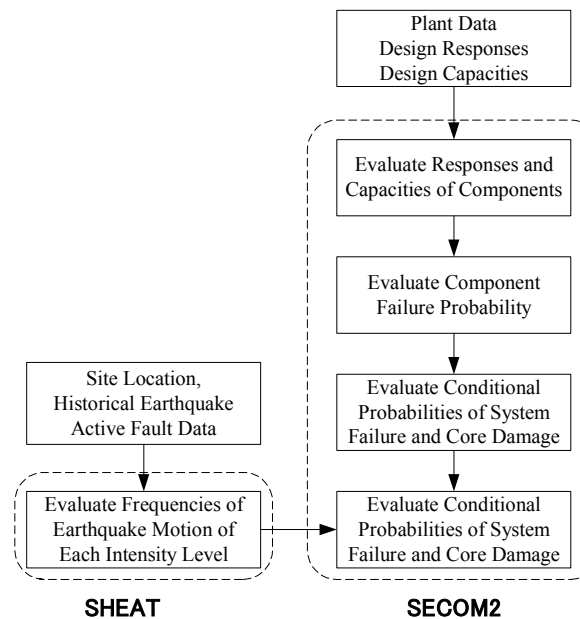 Plant Data
Design Responses
Design Capacities
Evaluate Responses and
Capacities of Components
Evaluate Component
Failure Probability
Evaluate Conditional
Probabilities of System
Failure and Core Damage
Site Location,
Historical Earthquake
Active Fault Data
Evaluate Frequencies of
Earthquake Motion of
Each Intensity Level
Evaluate Conditional
Probabilities of System
Failure and Core Damage
SHEAT
SECOM2